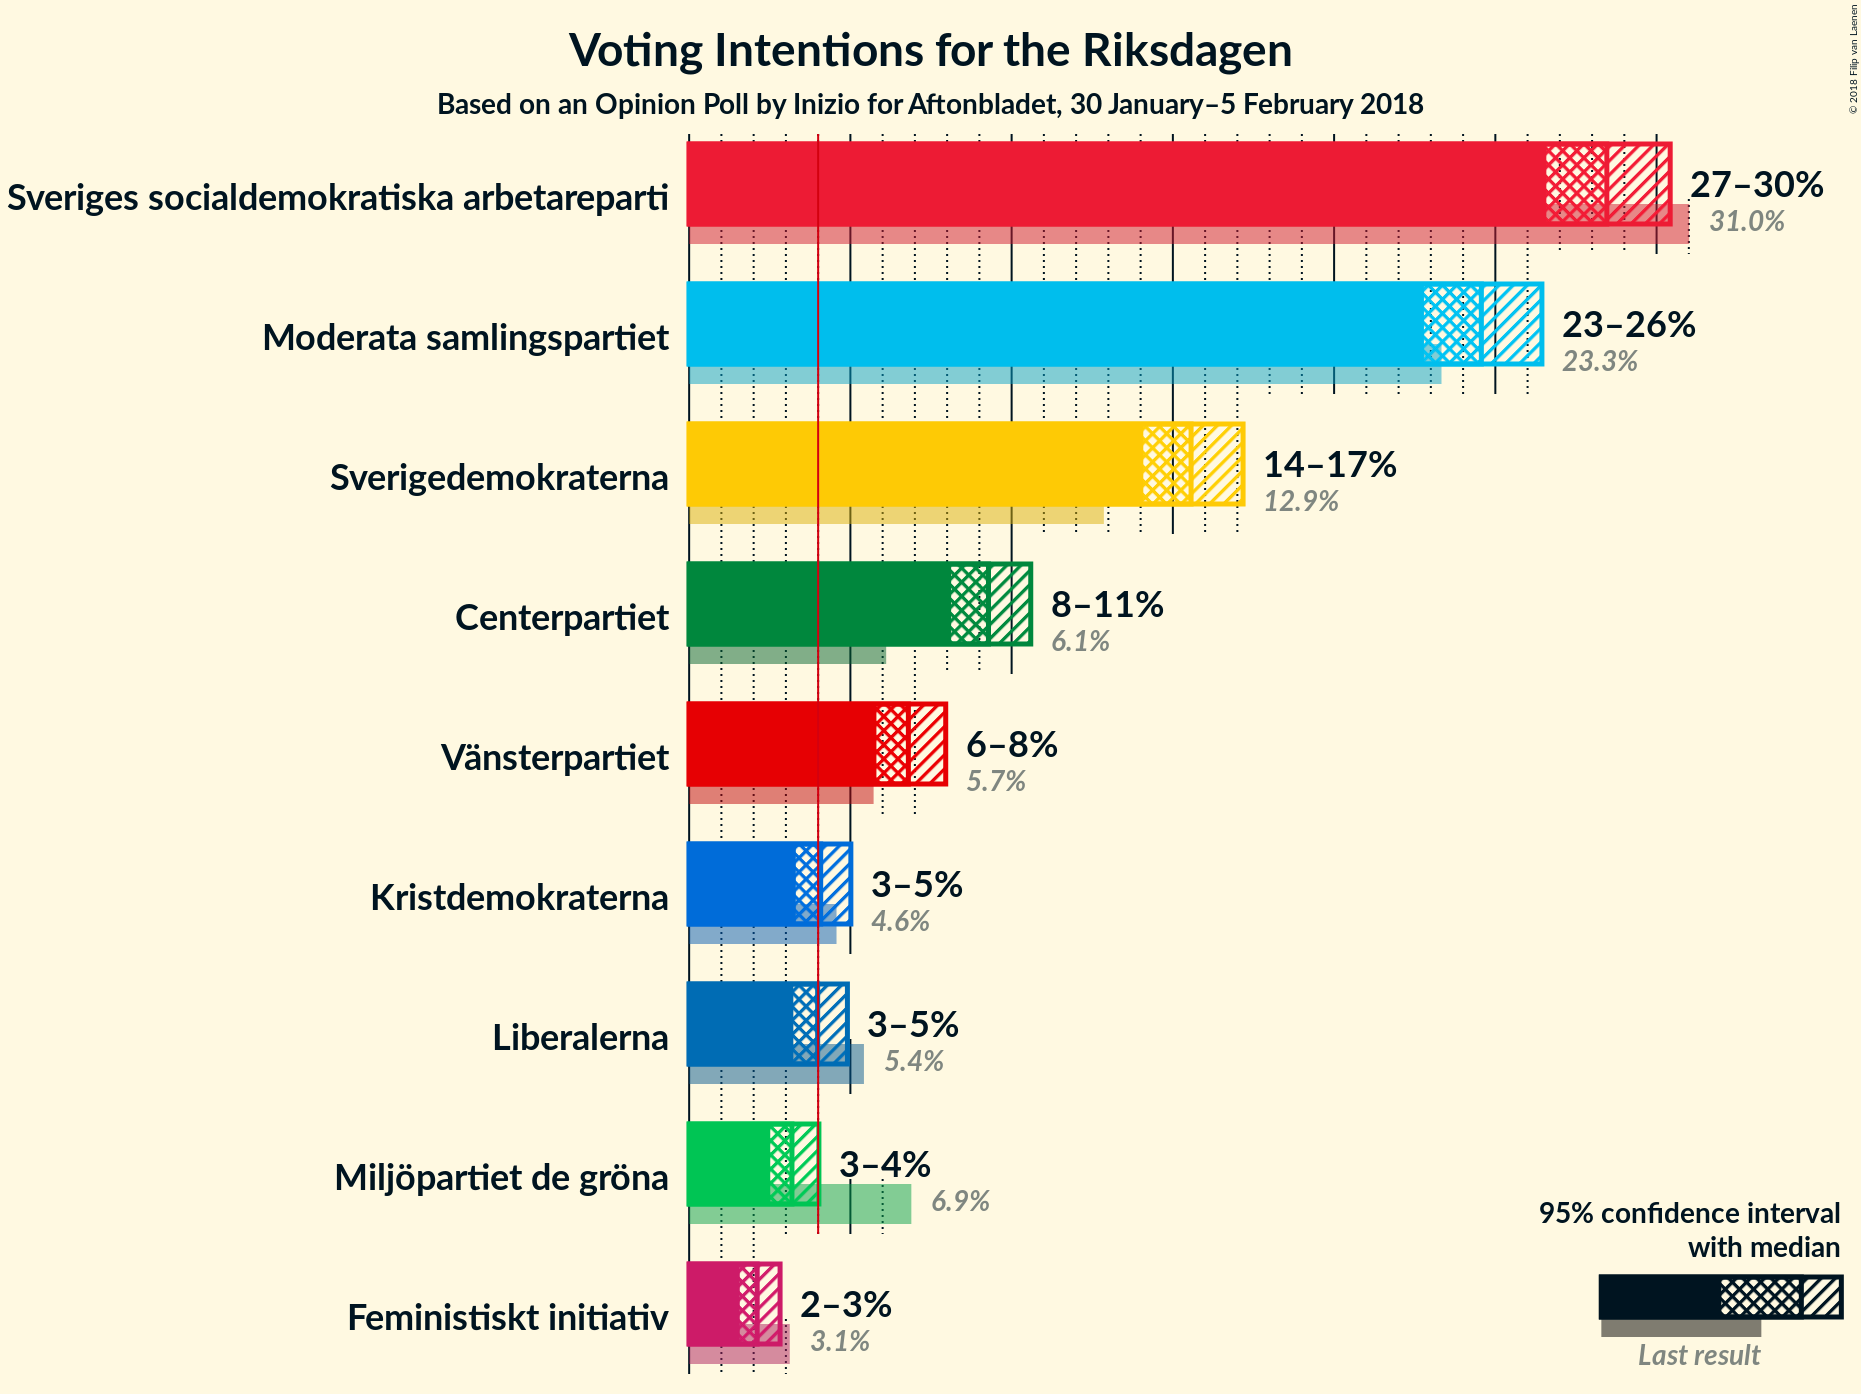 Voting Intentions for the Riksdagen
Based on an Opinion Poll by Inizio for Aftonbladet, 30 January–5 February 2018
© 2018 Filip van Laenen
Sveriges socialdemokratiska arbetareparti
27–30%
31.0%
Moderata samlingspartiet
23–26%
23.3%
Sverigedemokraterna
14–17%
12.9%
Centerpartiet
8–11%
6.1%
Vänsterpartiet
6–8%
5.7%
Kristdemokraterna
3–5%
4.6%
Liberalerna
3–5%
5.4%
Miljöpartiet de gröna
3–4%
6.9%
Feministiskt initiativ
2–3%
3.1%
95% confidence interval
with median
Last result